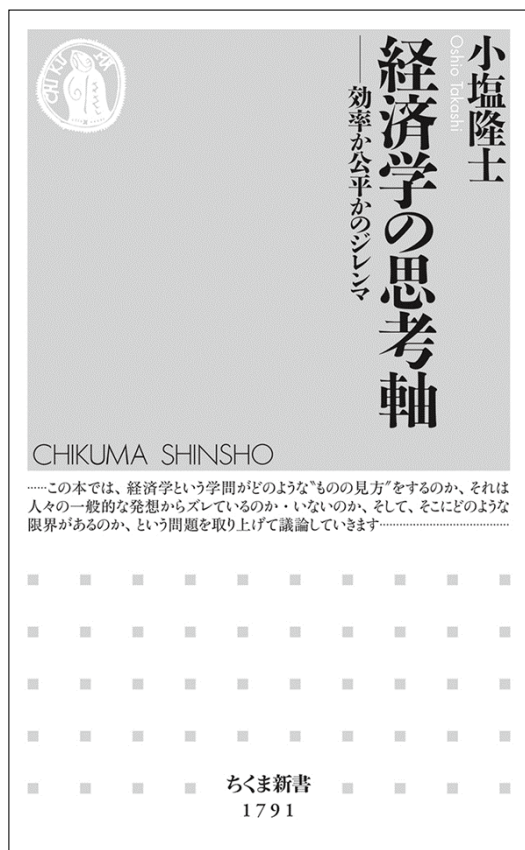 CHIKUMA
小塩隆士
Oshio Takashi
経済学の思考軸
──効率か公平かのジレンマ
CHIKUMA SHINSHO
……この本では、経済学という学問がどのような〝ものの見方〟をするのか、それは
人々の一般的な発想からズレているのか・いないのか、そして、そこにどのような
限界があるのか、という問題を取り上げて議論していきます……………………………
ちくま新書
1791